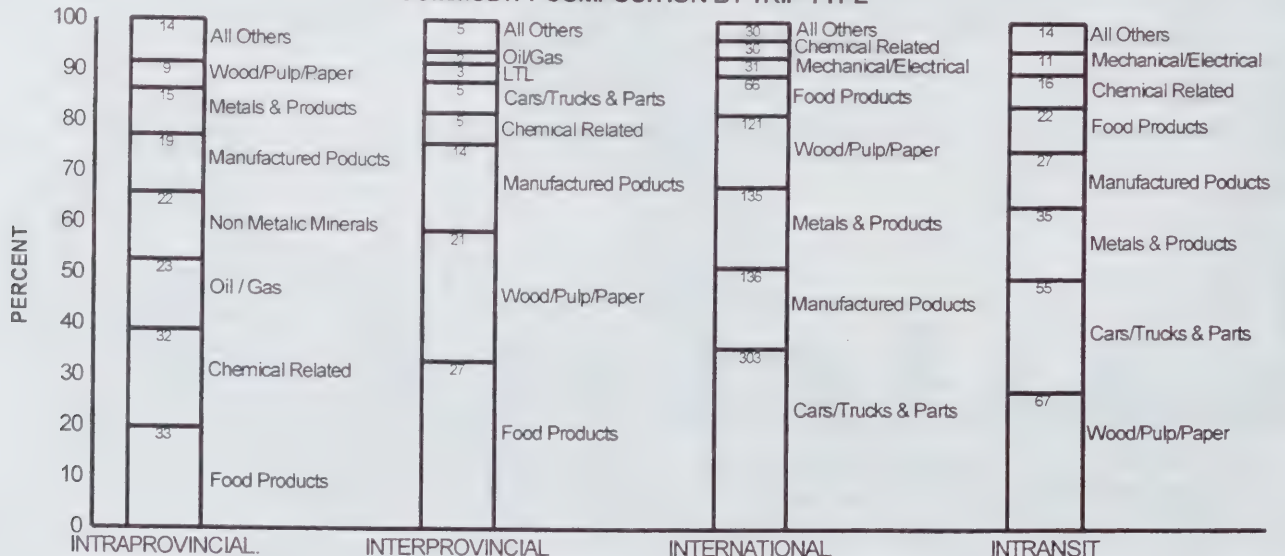 100
90
80
70
60
50
40
30
20
10
0
PERCENT
14 All Others
9 Wood/Pulp/Paper
15 Metals & Products
19 Manufactured Poducts
22 Non Metalic Minerals
23 Oil / Gas
32 Chemical Related
33 Food Products
INTRAPROVINCIAL.
5 All Others
2 Oil/Gas
3 LTL
5 Cars/Trucks & Parts
5 Chemical Related
14 Manufactured Poducts
21 Wood/Pulp/Paper
27 Food Products
INTERPROVINCIAL
30 All Others
30 Chemical Related
31 Mechanical/Electrical
66 Food Products
121 Wood/Pulp/Paper
135 Metals & Products
136 Manufactured Poducts
303 Cars/Trucks & Parts
INTERNATIONAL
14 All Others
11 Mechanical/Electrical
16 Chemical Related
22 Food Products
27 Manufactured Poducts
35 Metals & Products
55 Cars/Trucks & Parts
67 Wood/Pulp/Paper
INTRANSIT